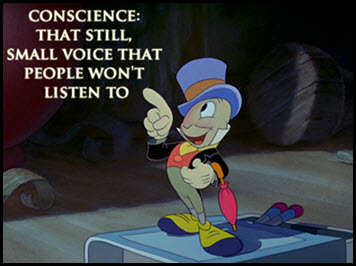 CONSCIENCE:
THAT STILL,
SMALL VOICE THAT
PEOPLE WON'T
LISTEN TO